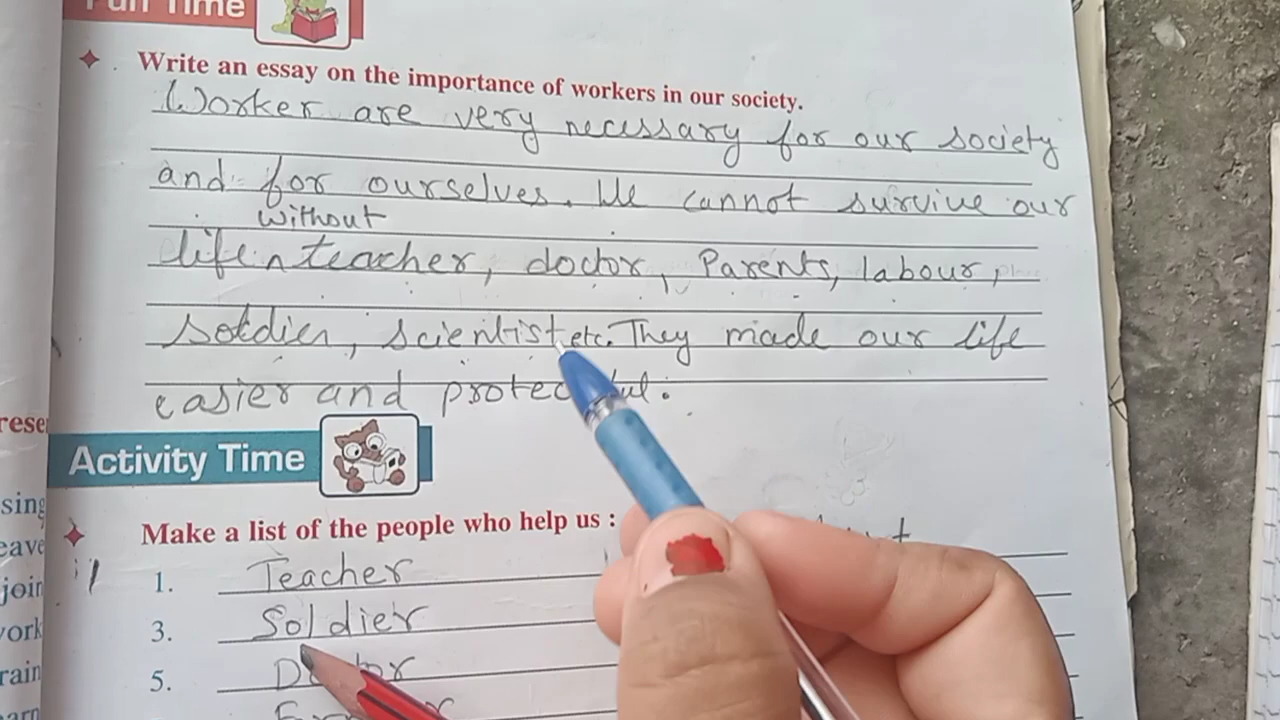 Fun Time
Write an essay on the importance of workers in our society.
Worker are very necessary for our society
and for ourselves. We cannot survive our
without
life teacher, doctor, Parents, labour,
soldier, scientist etc. They made our life
easier and
Activity Time
Make a list of the people who help us :
1. Teacher
3. Soldier
5.
sing
join